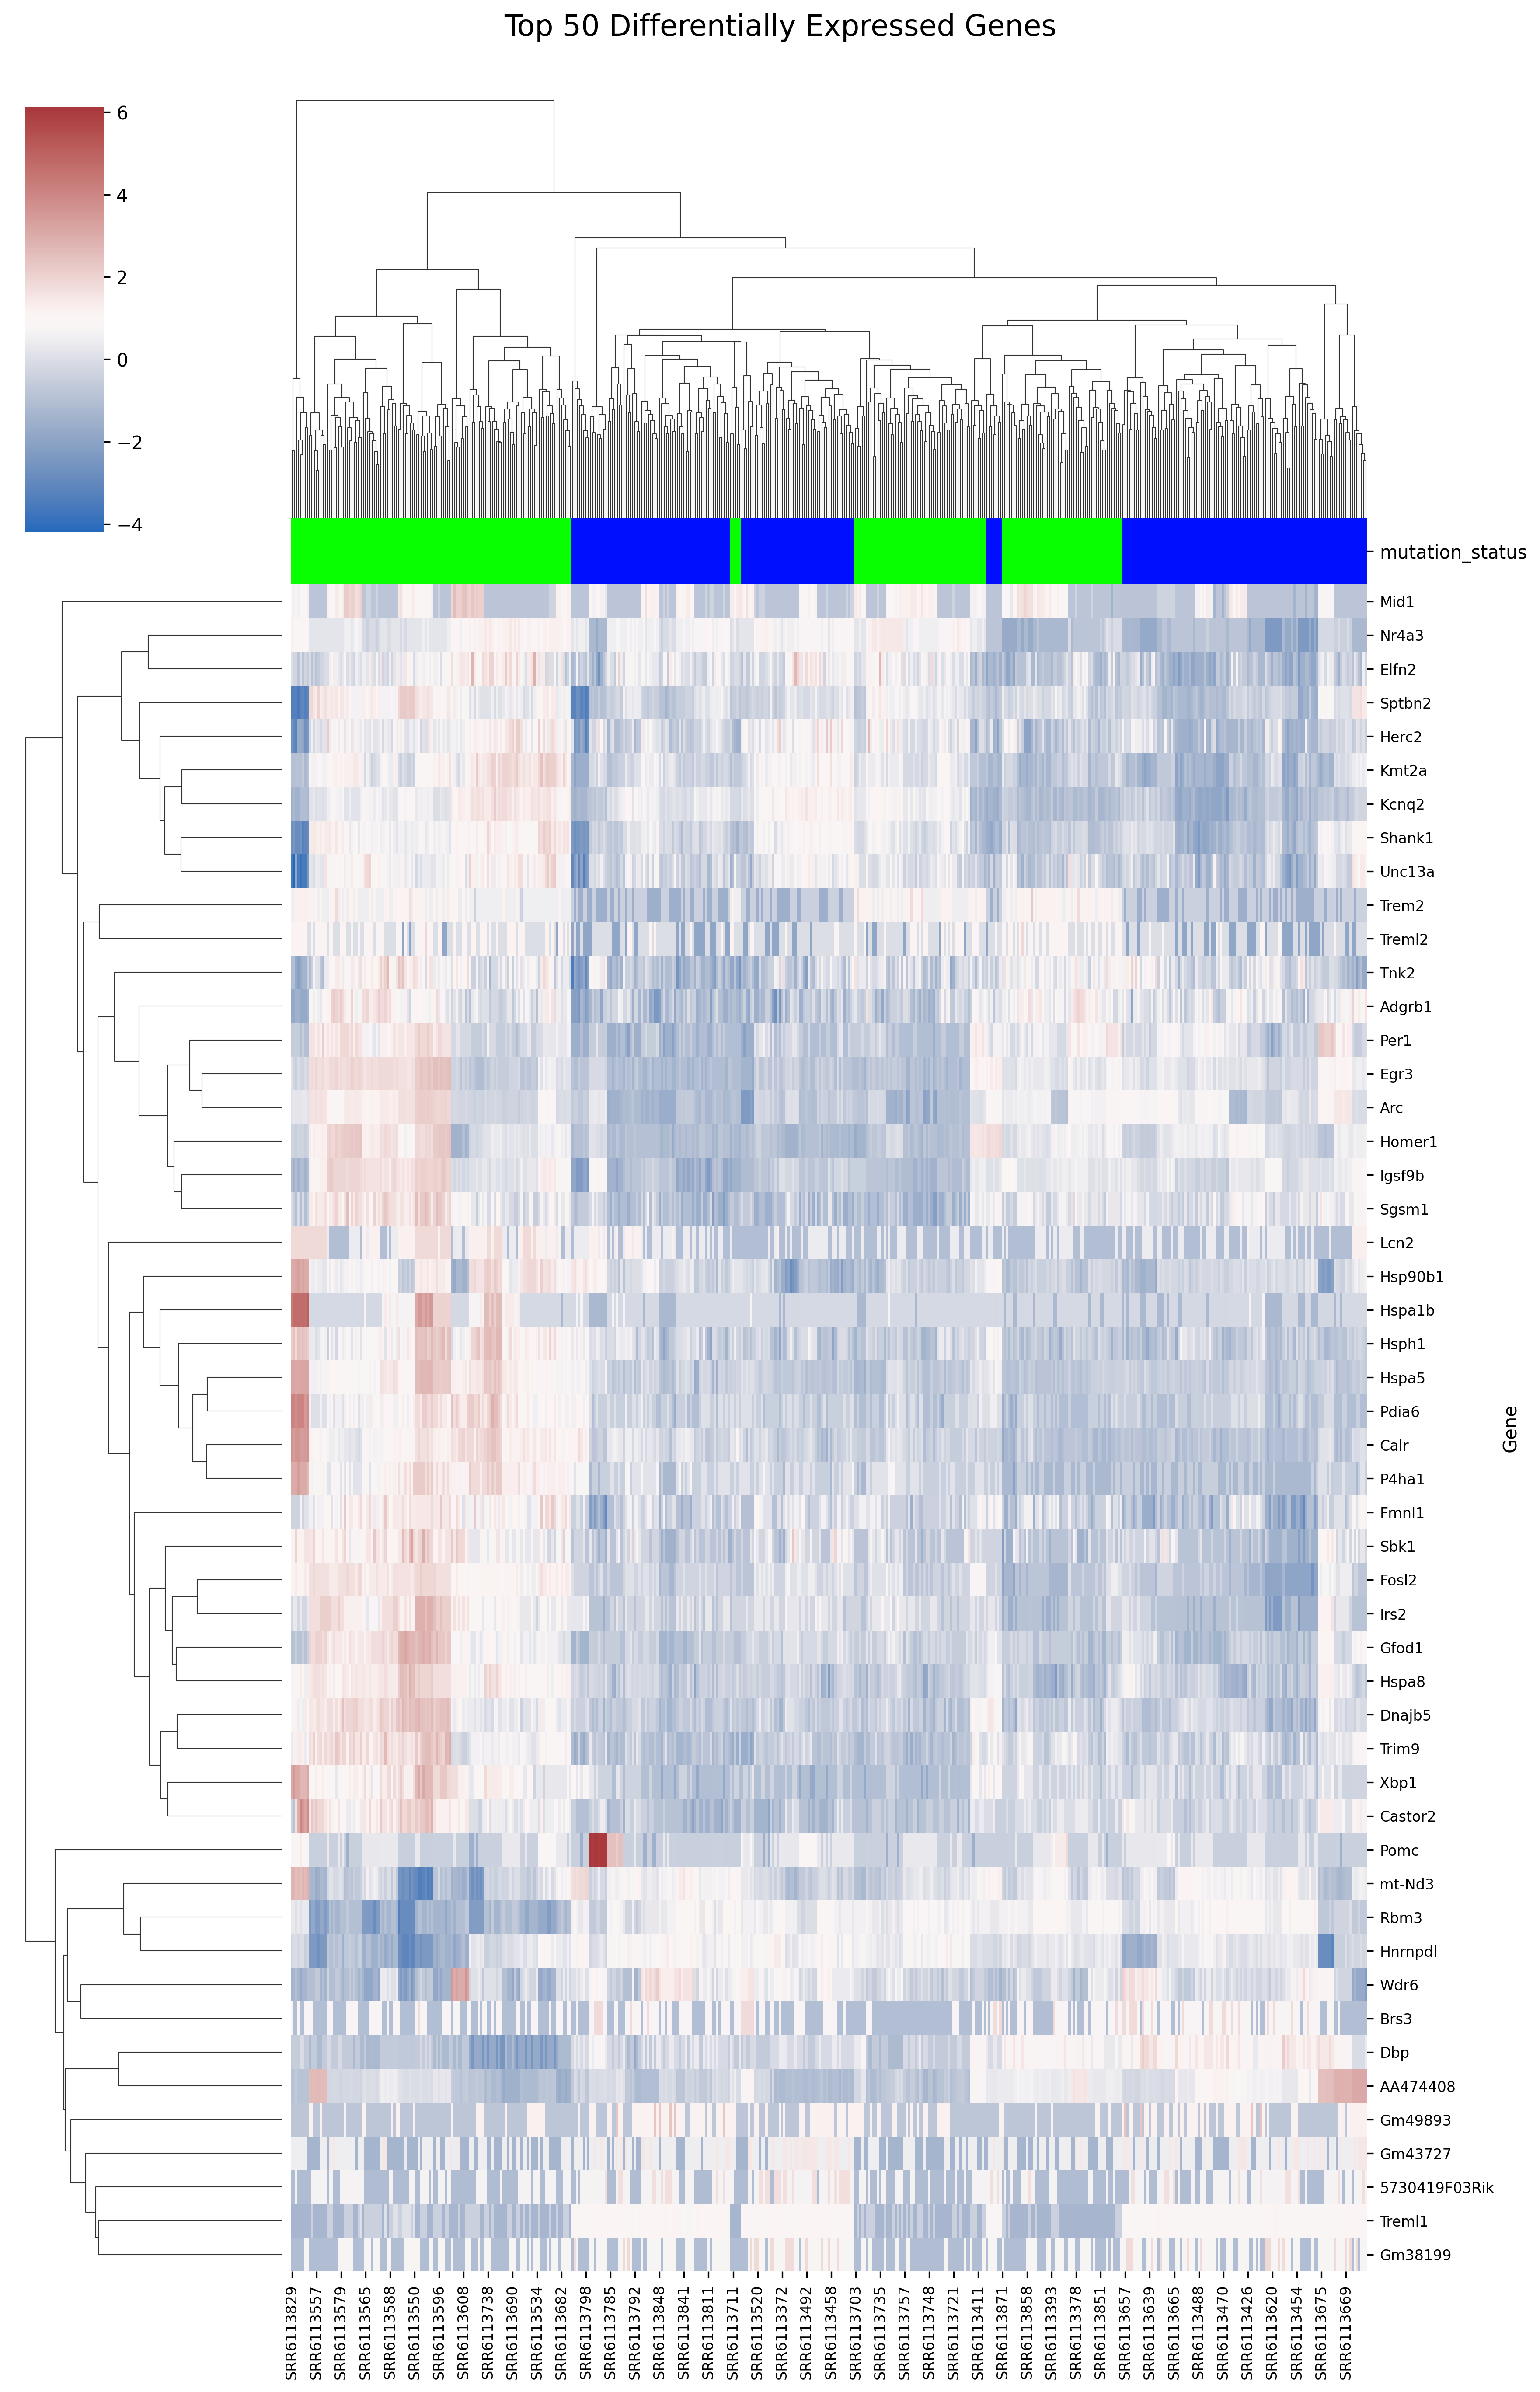 Top 50 Differentially Expressed Genes
6
4
2
0
−2
−4
mutation_status
Mid1
Nr4a3
Elfn2
Sptbn2
Herc2
Kmt2a
Kcnq2
Shank1
Unc13a
Trem2
Treml2
Tnk2
Adgrb1
Per1
Egr3
Arc
Homer1
Igsf9b
Sgsm1
Lcn2
Hsp90b1
Hspa1b
Hsph1
Hspa5
Pdia6
Calr
P4ha1
Fmnl1
Sbk1
Fosl2
Irs2
Gfod1
Hspa8
Dnajb5
Trim9
Xbp1
Castor2
Pomc
mt-Nd3
Rbm3
Hnrnpdl
Wdr6
Brs3
Dbp
AA474408
Gm49893
Gm43727
5730419F03Rik
Treml1
Gm38199
Gene
SRR6113829
SRR6113557
SRR6113579
SRR6113565
SRR6113588
SRR6113550
SRR6113596
SRR6113608
SRR6113738
SRR6113690
SRR6113534
SRR6113682
SRR6113798
SRR6113785
SRR6113792
SRR6113848
SRR6113841
SRR6113811
SRR6113711
SRR6113520
SRR6113372
SRR6113492
SRR6113458
SRR6113703
SRR6113735
SRR6113757
SRR6113748
SRR6113721
SRR6113411
SRR6113871
SRR6113858
SRR6113393
SRR6113378
SRR6113851
SRR6113657
SRR6113639
SRR6113665
SRR6113488
SRR6113470
SRR6113426
SRR6113620
SRR6113454
SRR6113675
SRR6113669